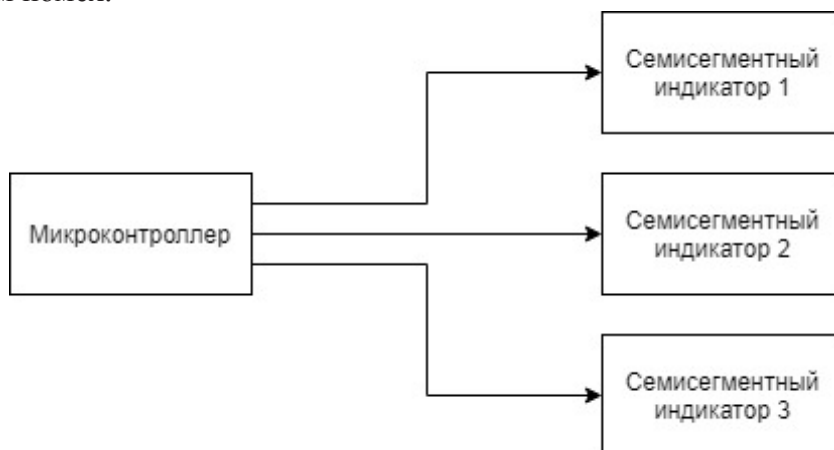 Семисегментный
индикатор 1
Микроконтроллер
Семисегментный
индикатор 2
Семисегментный
индикатор 3